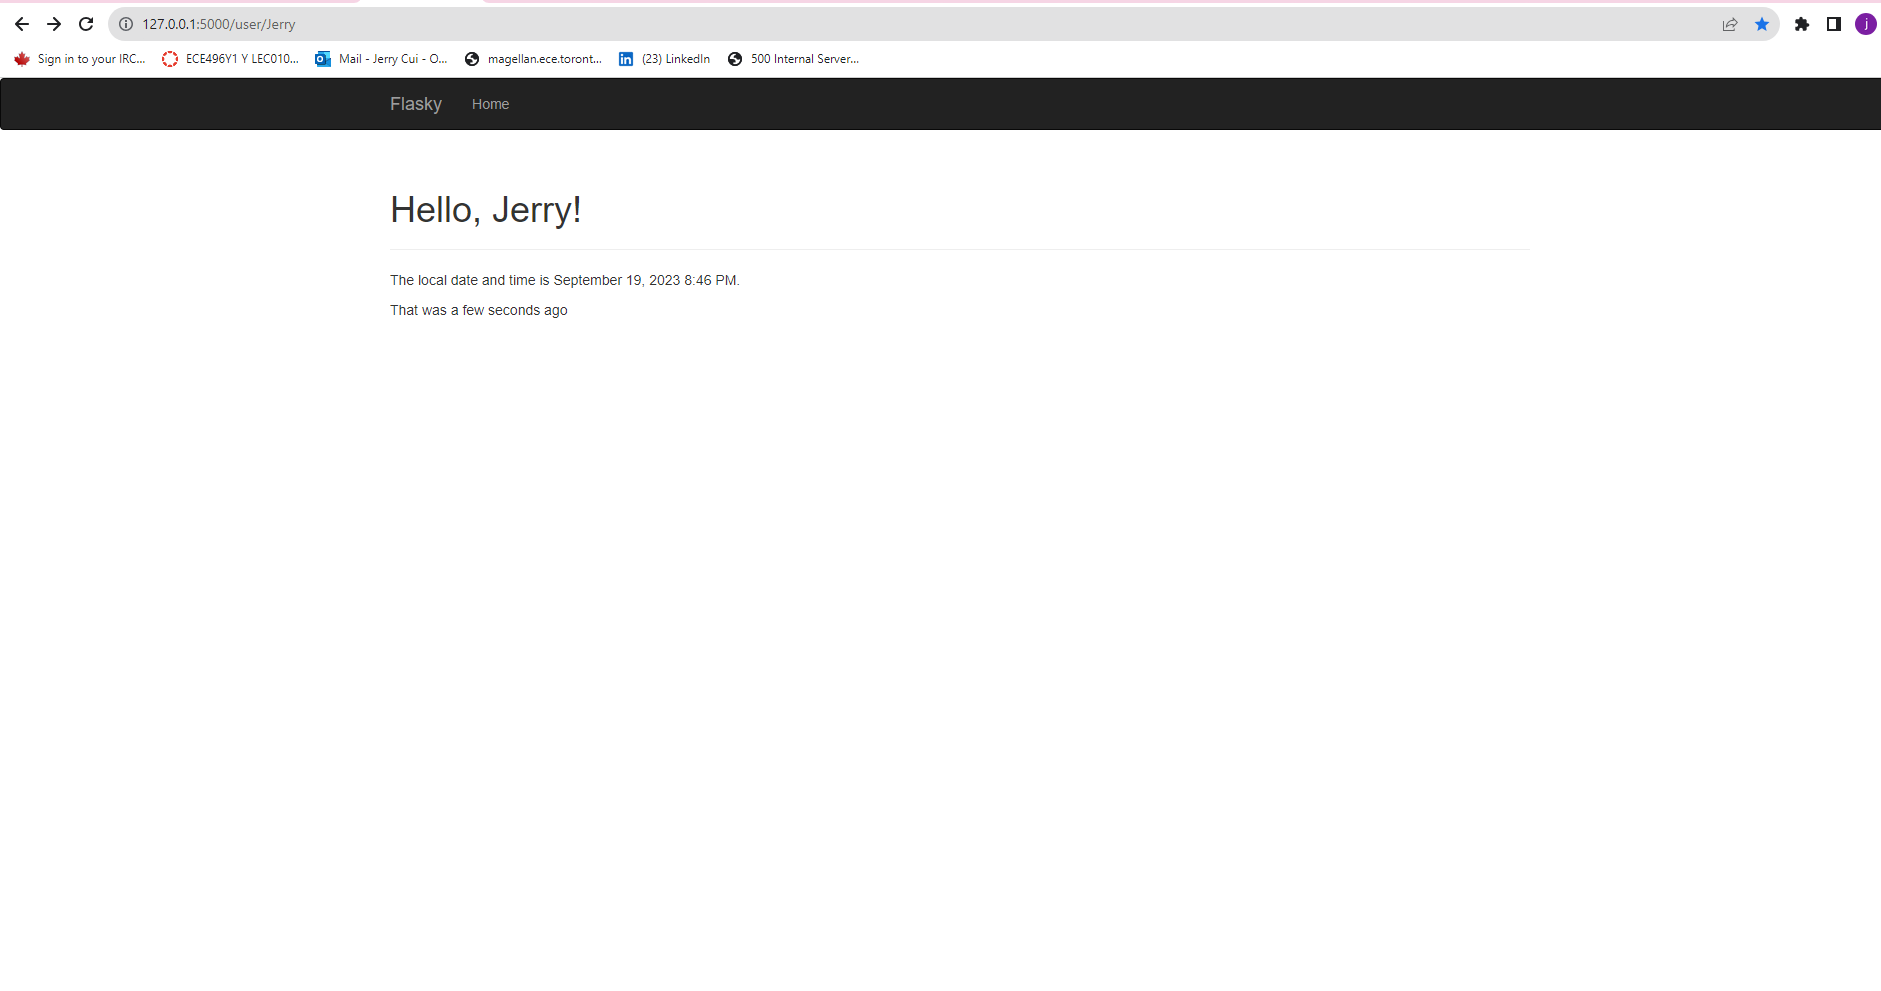 127.0.0.1:5000/user/Jerry
j
Sign in to your IRC... ECE496Y1 Y LEC010... Mail - Jerry Cui - O... magellan.ece.toront... (23) LinkedIn 500 Internal Server...
Flasky Home
Hello, Jerry!
The local date and time is September 19, 2023 8:46 PM.
That was a few seconds ago